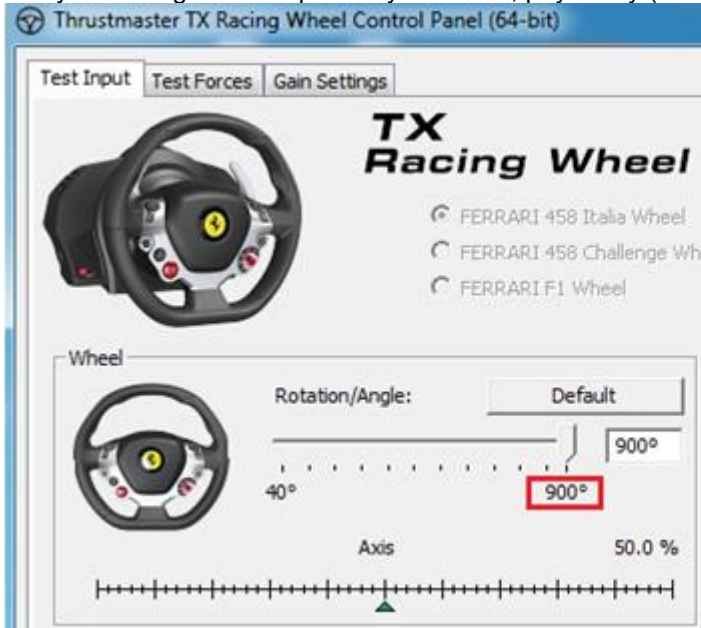 Thrustmaster TX Racing Wheel Control Panel (64-bit)
Test Input
Test Forces
Gain Settings
TX
Racing Wheel
FERRARI 458 Italia Wheel
FERRARI 458 Challenge Wh
FERRARI F1 Wheel
Wheel
Rotation/Angle:
Default
900°
40°
900°
Axis
50.0 %